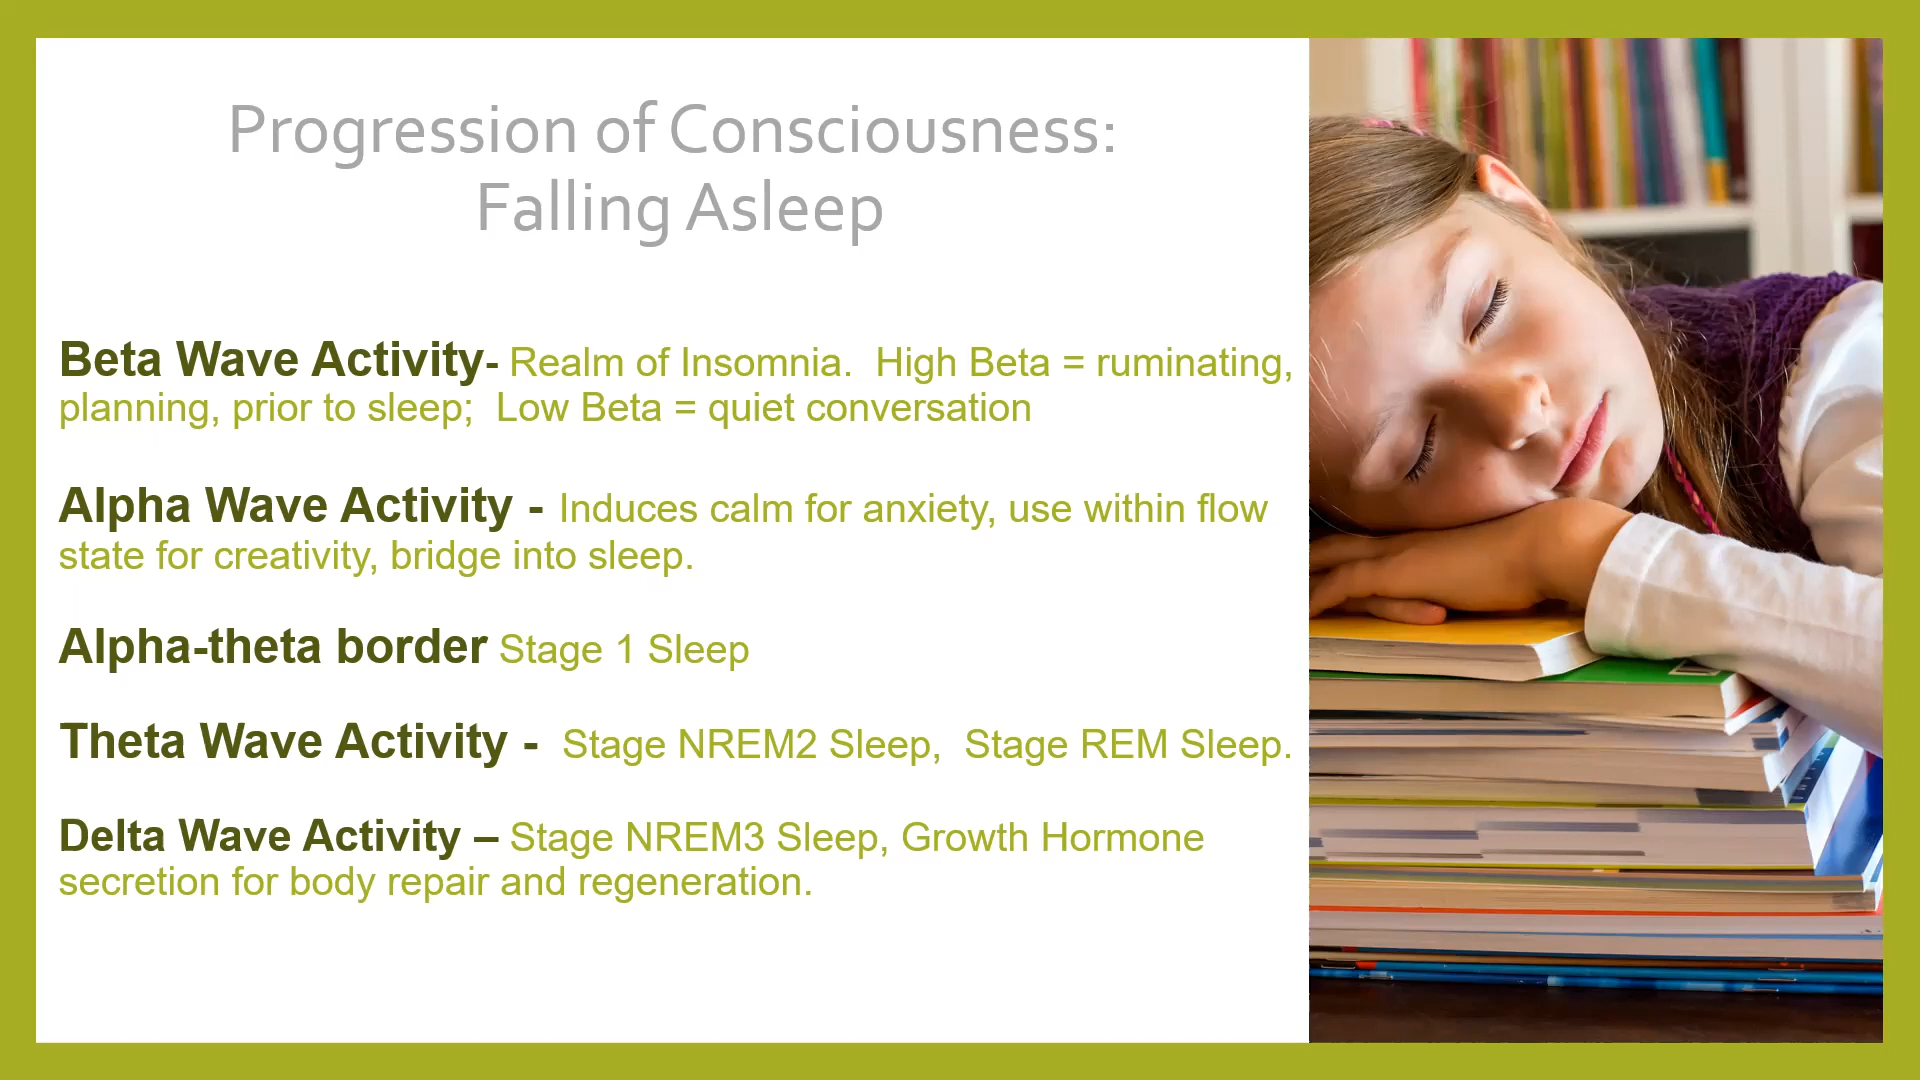 Progression of Consciousness:
Falling Asleep
Beta Wave Activity- Realm of Insomnia.  High Beta = ruminating,
planning, prior to sleep;  Low Beta = quiet conversation
Alpha Wave Activity - Induces calm for anxiety, use within flow
state for creativity, bridge into sleep.
Alpha-theta border Stage 1 Sleep
Theta Wave Activity -  Stage NREM2 Sleep,  Stage REM Sleep.
Delta Wave Activity – Stage NREM3 Sleep, Growth Hormone
secretion for body repair and regeneration.